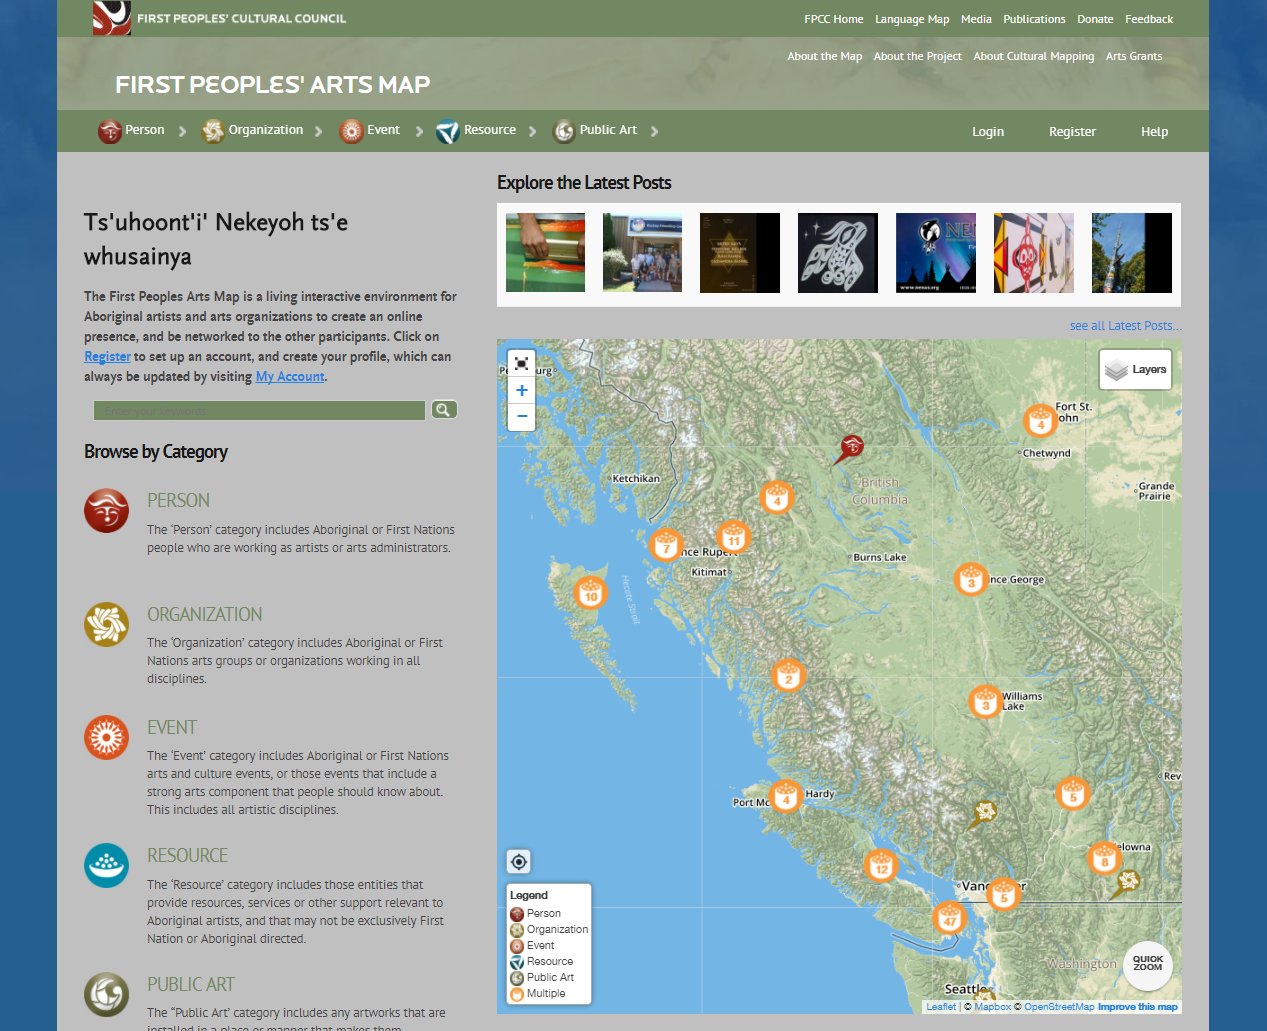 FIRST PEOPLES' CULTURAL COUNCIL
FPCC Home Language Map Media Publications Donate Feedback
About the Map About the Project About Cultural Mapping Arts Grants
FIRST PEOPLES' ARTS MAP
Person Organization Event Resource Public Art
Login Register Help
Explore the Latest Posts
see all Latest Posts...
Ts'uhoont'i' Nekeyoh ts'e
whusainya
The First Peoples Arts Map is a living interactive environment for
Aboriginal artists and arts organizations to create an online
presence, and be networked to the other participants. Click on
Register to set up an account, and create your profile, which can
always be updated by visiting My Account.
Enter your keywords
Browse by Category
PERSON
The ‘Person’ category includes Aboriginal or First Nations
people who are working as artists or arts administrators.
ORGANIZATION
The ‘Organization’ category includes Aboriginal or First
Nations arts groups or organizations working in all
disciplines.
EVENT
The ‘Event’ category includes Aboriginal or First Nations
arts and culture events, or those events that include a
strong arts component that people should know about.
This includes all artistic disciplines.
RESOURCE
The ‘Resource’ category includes those entities that
provide resources, services or other support relevant to
Aboriginal artists, and that may not be exclusively First
Nation or Aboriginal directed.
PUBLIC ART
The “Public Art’ category includes any artworks that are
installed in a place or manner that makes them
+
−
Layers
Fort St.
ohn
4
Chetwynd
Ketchikan
British
Columbia
Grande
Prairie
4
7
nce Rupert
11
Kitimat
Burns Lake
3
nce George
10
Hecate Strait
2
3
Williams
Lake
Rev
Port Mc
4
Hardy
5
elowna
8
12
5
47
Legend
Person
Organization
Event
Resource
Public Art
Multiple
Washington
QUICK
ZOOM
Seattle
Leaflet | © Mapbox © OpenStreetMap Improve this map